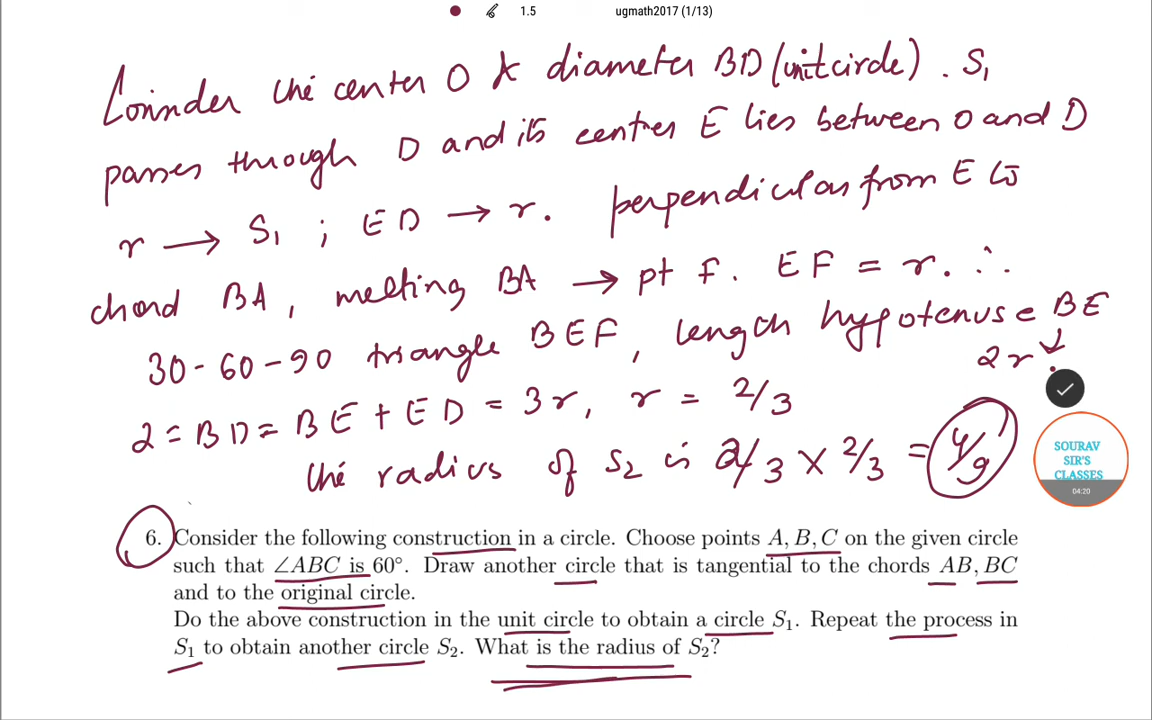 1.5 ugmath2017 (1/13)
the center O & diameter BD (unit circle). S1
passes through D and its center E lies between O and D
r → S1 ; ED → r. perpendicular from E to
chord BA, meeting BA → pt F. EF = r. ∴
30-60-90 triangle BEF, length hypotenuse BE
2r
2 = BD = BE + ED = 3r, r = 2/3
the radius of S2 is 2/3 × 2/3 = 4/9
SOURAV
SIR'S
CLASSES
04:20
6. Consider the following construction in a circle. Choose points A, B, C on the given circle
such that ∠ABC is 60°. Draw another circle that is tangential to the chords AB, BC
and to the original circle.
Do the above construction in the unit circle to obtain a circle S1. Repeat the process in
S1 to obtain another circle S2. What is the radius of S2?